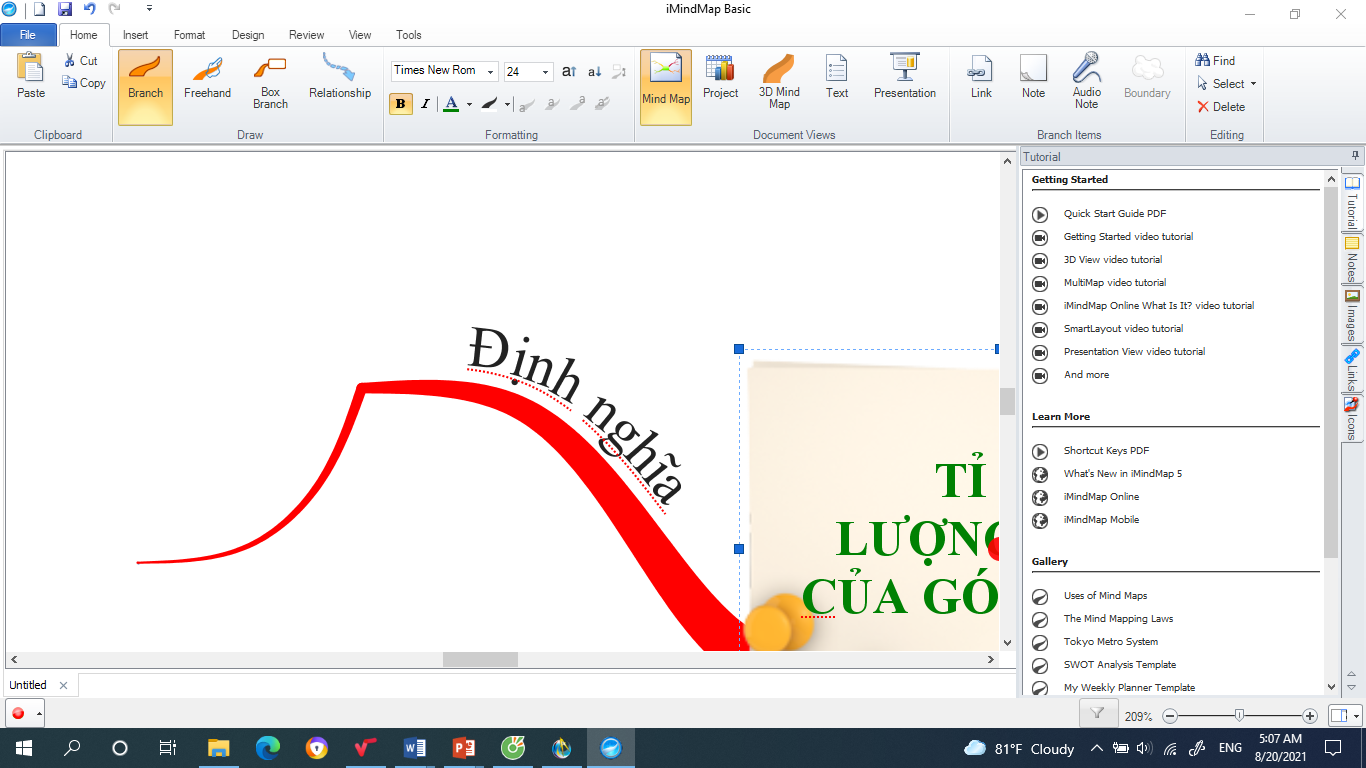 iMindMap Basic
File Home Insert Format Design Review View Tools
Paste Cut Copy Clipboard
Branch Freehand Box Branch Relationship Draw
Times New Rom 24 B I A Formatting
Mind Map Project 3D Mind Map Text Presentation Document Views
Link Note Audio Note Boundary Branch Items
Find Select Delete Editing
Định nghĩa
TỈ
LƯỢNG
CỦA GÓ
Tutorial
Getting Started
Quick Start Guide PDF
Getting Started video tutorial
3D View video tutorial
MultiMap video tutorial
iMindMap Online What Is It? video tutorial
SmartLayout video tutorial
Presentation View video tutorial
And more
Learn More
Shortcut Keys PDF
What's New in iMindMap 5
iMindMap Online
iMindMap Mobile
Gallery
Uses of Mind Maps
The Mind Mapping Laws
Tokyo Metro System
SWOT Analysis Template
My Weekly Planner Template
Tutorial
Notes
Images
Links
Icons
Untitled
209%
81°F Cloudy ENG 5:07 AM
8/20/2021